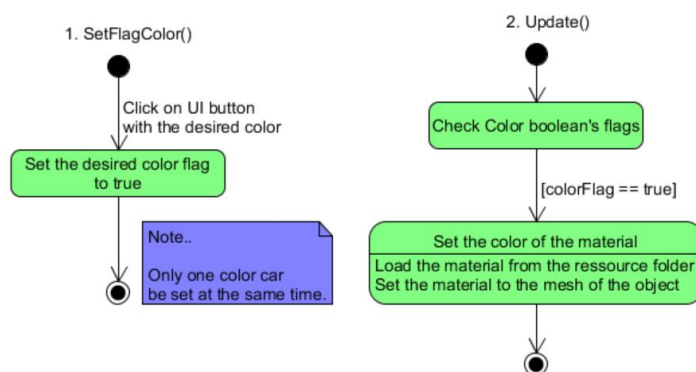 1. SetFlagColor()
Click on UI button
with the desired color
Set the desired color flag
to true
Note..
Only one color car
be set at the same time.
2. Update()
Check Color boolean's flags
[colorFlag == true]
Set the color of the material
Load the material from the ressource folder
Set the material to the mesh of the object